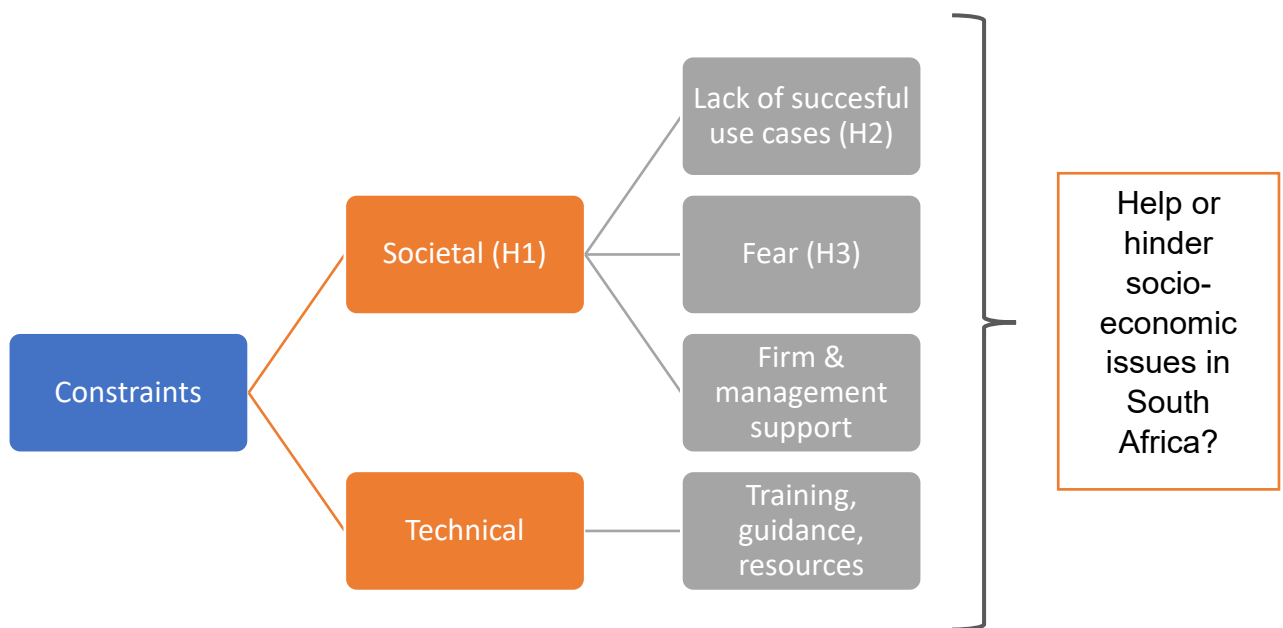 Constraints
Societal (H1)
Technical
Lack of succesful
use cases (H2)
Fear (H3)
Firm &
management
support
Training,
guidance,
resources
Help or
hinder
socio-
economic
issues in
South
Africa?